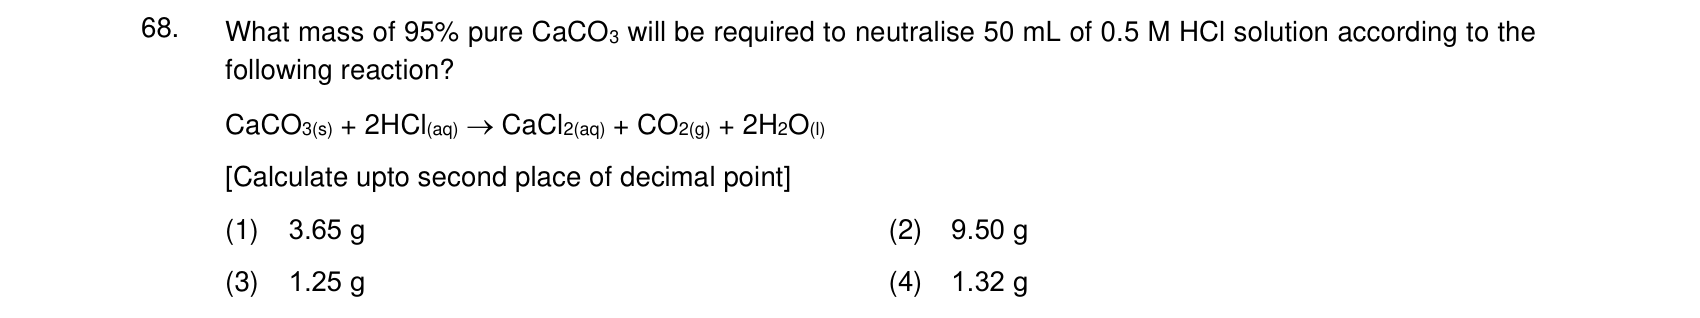 68. What mass of 95% pure CaCO₃ will be required to neutralise 50 mL of 0.5 M HCl solution according to the
following reaction?
CaCO₃(s) + 2HCl(aq) → CaCl₂(aq) + CO₂(g) + 2H₂O(l)
[Calculate upto second place of decimal point]
(1) 3.65 g (2) 9.50 g
(3) 1.25 g (4) 1.32 g